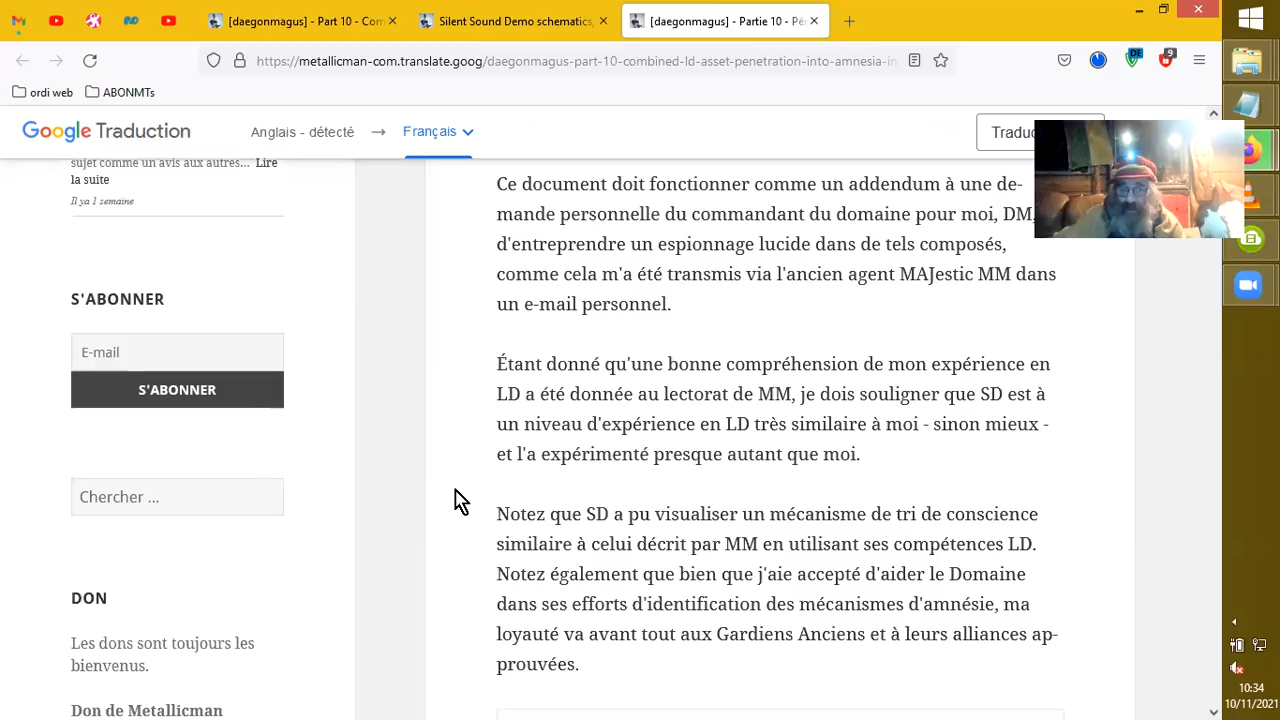 [daegonmagus] - Part 10 - Com
Silent Sound Demo schematics,
[daegonmagus] - Partie 10 - Pé
https://metallicman-com.translate.goog/daegonmagus-part-10-combined-ld-asset-penetration-into-amnesia-in
DE
9
ordi web
ABONMTs
Google Traduction
Anglais - détecté
Français
Traduc
sujet comme un avis aux autres… Lire
la suite
Il ya 1 semaine
S'ABONNER
E-mail
S'ABONNER
Chercher …
DON
Les dons sont toujours les
bienvenus.
Don de Metallicman
Ce document doit fonctionner comme un addendum à une de-
mande personnelle du commandant du domaine pour moi, DM,
d'entreprendre un espionnage lucide dans de tels composés,
comme cela m'a été transmis via l'ancien agent MAJestic MM dans
un e-mail personnel.
Étant donné qu'une bonne compréhension de mon expérience en
LD a été donnée au lectorat de MM, je dois souligner que SD est à
un niveau d'expérience en LD très similaire à moi - sinon mieux -
et l'a expérimenté presque autant que moi.
Notez que SD a pu visualiser un mécanisme de tri de conscience
similaire à celui décrit par MM en utilisant ses compétences LD.
Notez également que bien que j'aie accepté d'aider le Domaine
dans ses efforts d'identification des mécanismes d'amnésie, ma
loyauté va avant tout aux Gardiens Anciens et à leurs alliances ap-
prouvées.
10:34
10/11/2021